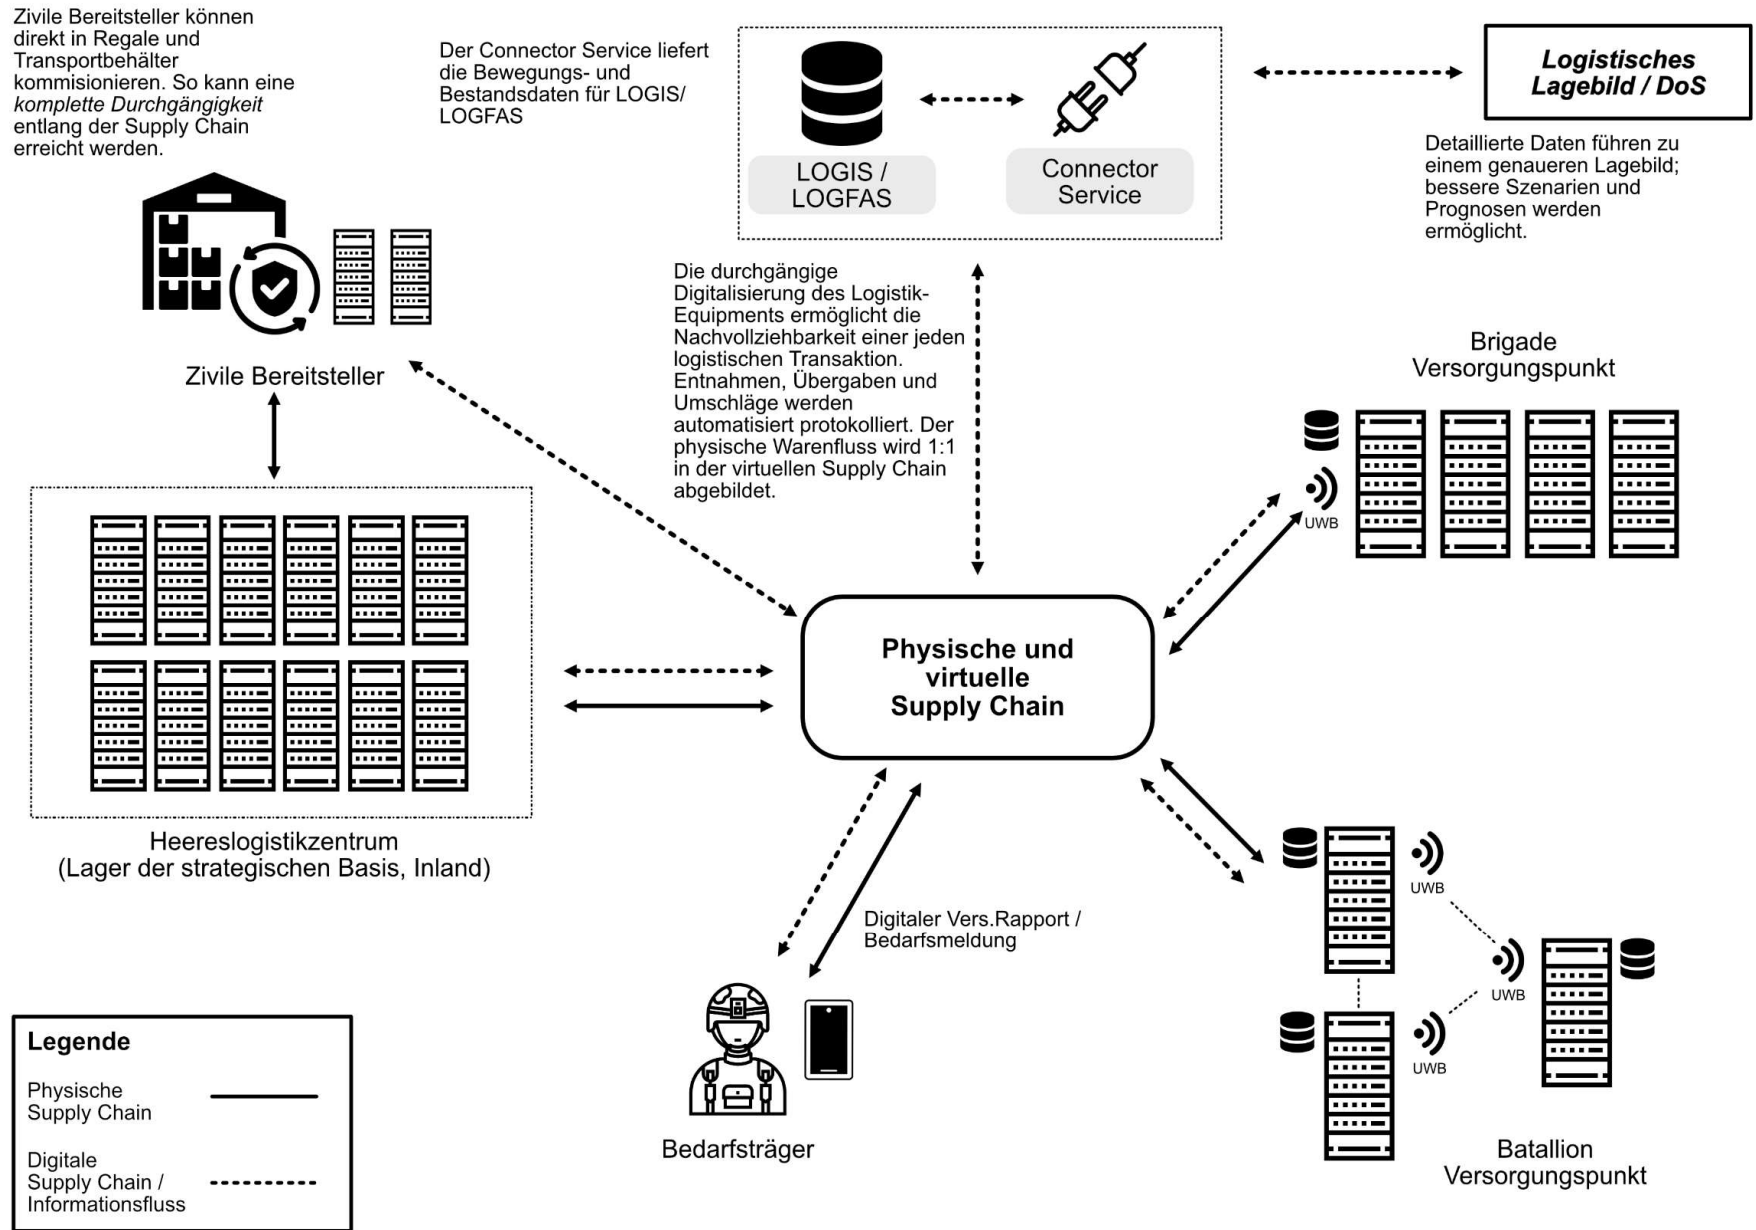 Zivile Bereitsteller können
direkt in Regale und
Transportbehälter
kommisionieren. So kann eine
komplette Durchgängigkeit
entlang der Supply Chain
erreicht werden.
Der Connector Service liefert
die Bewegungs- und
Bestandsdaten für LOGIS/
LOGFAS
LOGIS /
LOGFAS
Connector
Service
Logistisches
Lagebild / DoS
Detaillierte Daten führen zu
einem genaueren Lagebild;
bessere Szenarien und
Prognosen werden
ermöglicht.
Zivile Bereitsteller
Die durchgängige
Digitalisierung des Logistik-
Equipments ermöglicht die
Nachvollziehbarkeit einer jeden
logistischen Transaktion.
Entnahmen, Übergaben und
Umschläge werden
automatisiert protokolliert. Der
physische Warenfluss wird 1:1
in der virtuellen Supply Chain
abgebildet.
Brigade
Versorgungspunkt
UWB
Physische und
virtuelle
Supply Chain
Heereslogistikzentrum
(Lager der strategischen Basis, Inland)
Digitaler Vers.Rapport /
Bedarfsmeldung
UWB
UWB
UWB
Bedarfsträger
Batallion
Versorgungspunkt
Legende
Physische
Supply Chain
Digitale
Supply Chain /
Informationsfluss